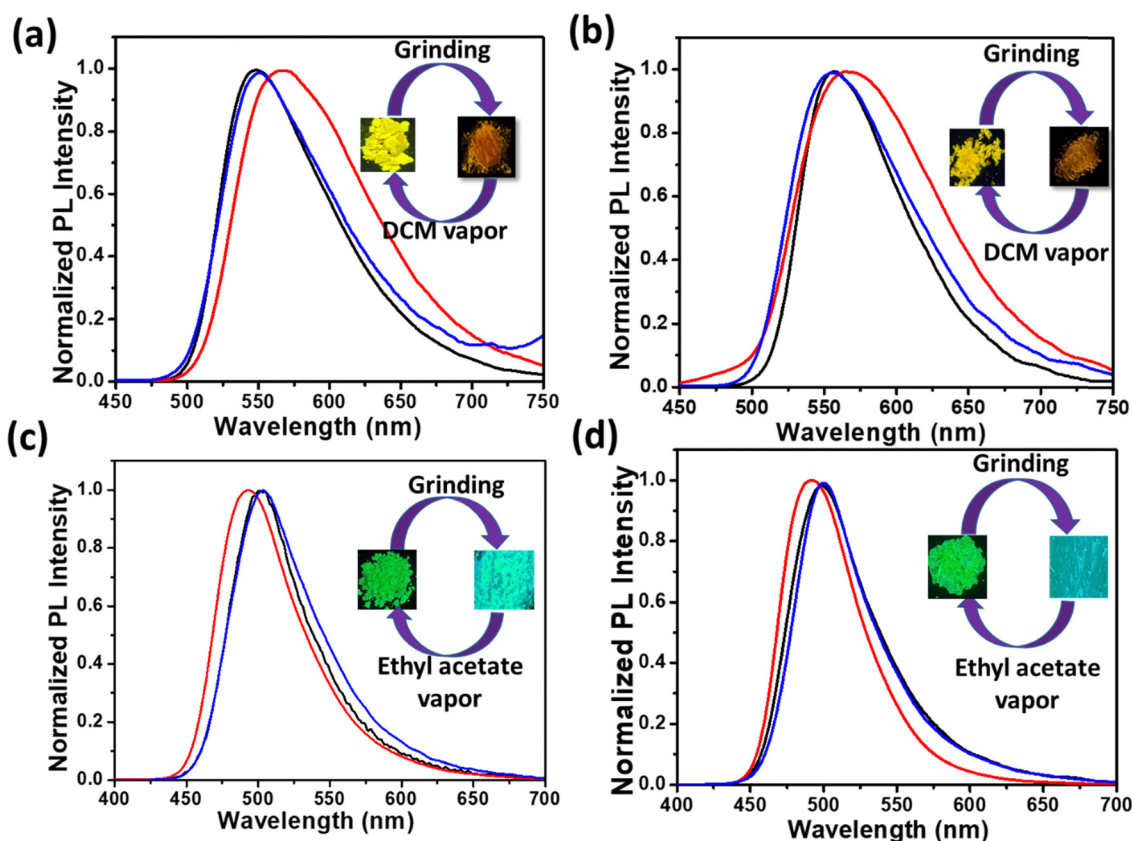 (a)
Normalized PL Intensity
1.0
0.8
0.6
0.4
0.2
0.0
Grinding
DCM vapor
450 500 550 600 650 700 750
Wavelength (nm)
(b)
Normalized PL Intensity
1.0
0.8
0.6
0.4
0.2
0.0
Grinding
DCM vapor
450 500 550 600 650 700 750
Wavelength (nm)
(c)
Normalized PL Intensity
1.0
0.8
0.6
0.4
0.2
0.0
Grinding
Ethyl acetate
vapor
400 450 500 550 600 650 700
Wavelength (nm)
(d)
Normalized PL Intensity
1.0
0.8
0.6
0.4
0.2
0.0
Grinding
Ethyl acetate
vapor
400 450 500 550 600 650 700
Wavelength (nm)